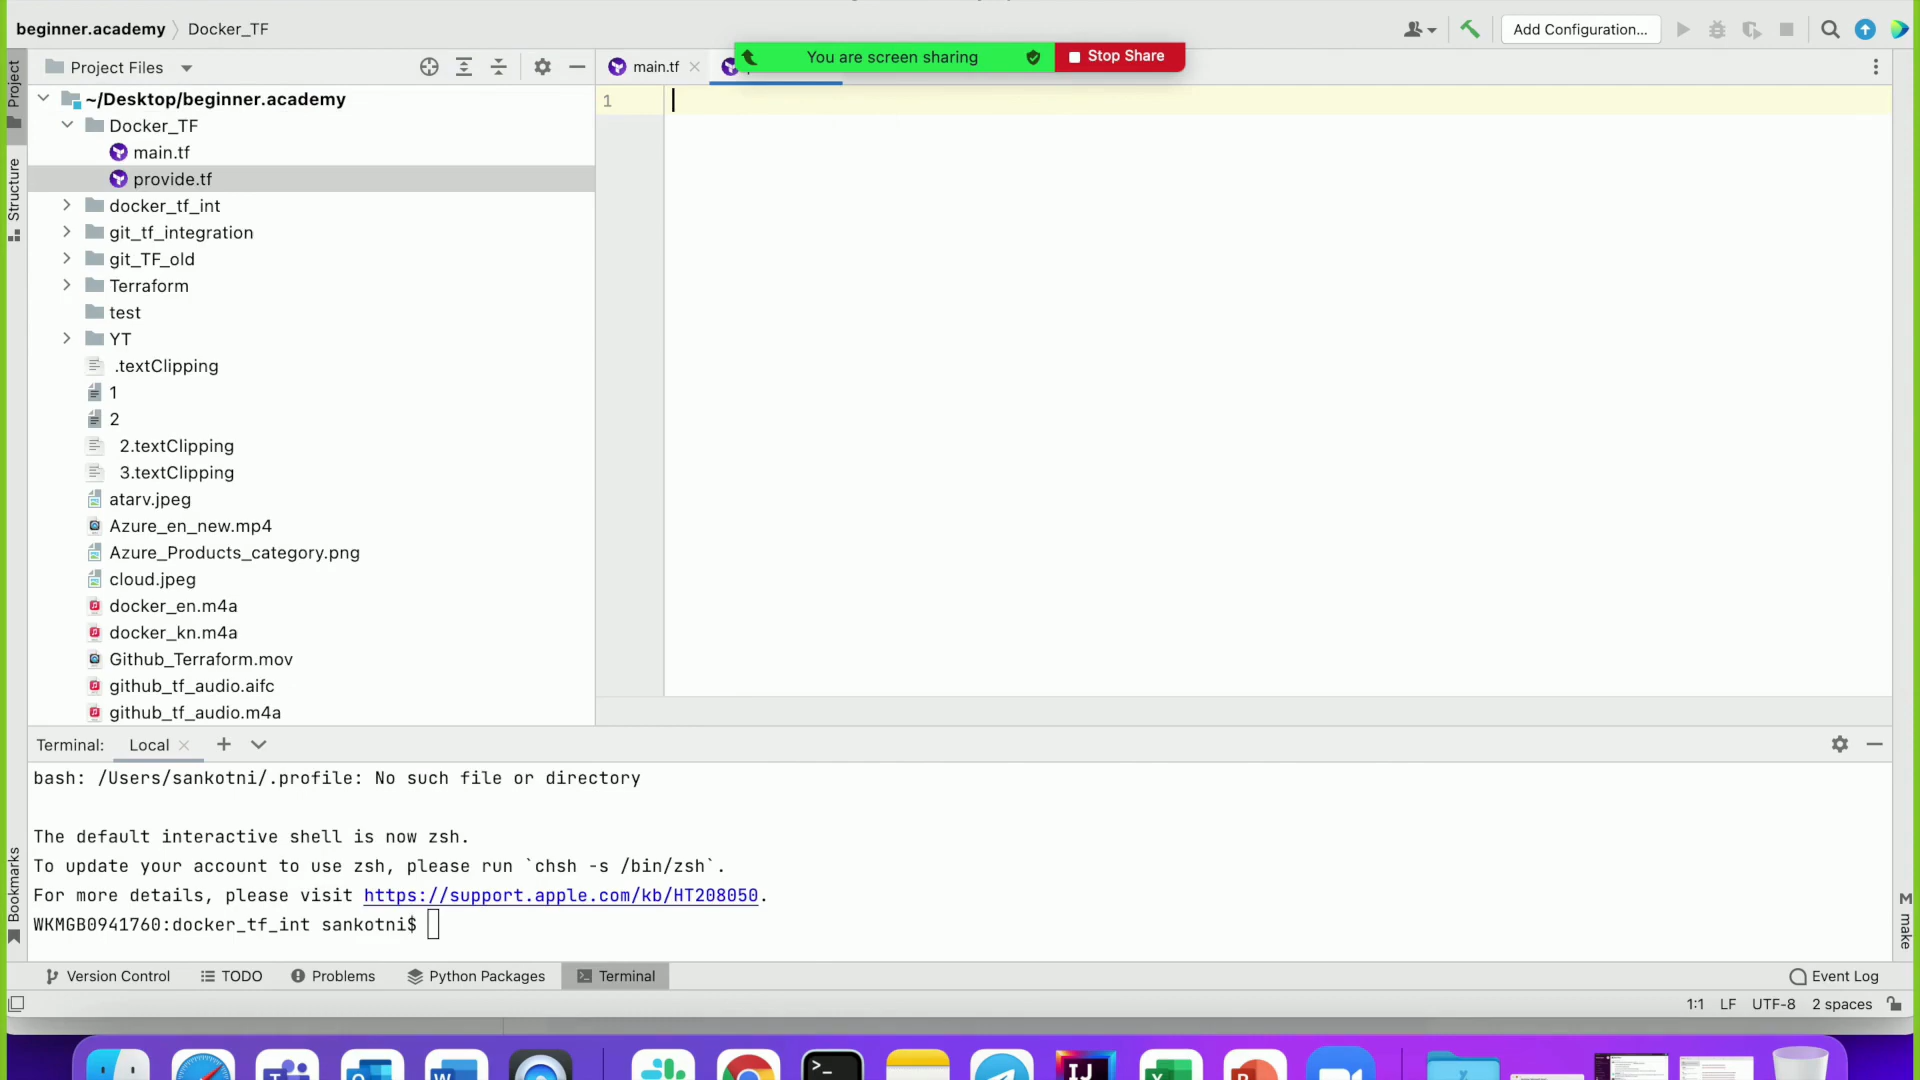 beginner.academy
Docker_TF
Add Configuration...
You are screen sharing
Stop Share
Project
Project Files
main.tf
~/Desktop/beginner.academy
1
Docker_TF
main.tf
provide.tf
Structure
docker_tf_int
git_tf_integration
git_TF_old
Terraform
test
YT
.textClipping
1
2
2.textClipping
3.textClipping
atarv.jpeg
Azure_en_new.mp4
Azure_Products_category.png
cloud.jpeg
docker_en.m4a
docker_kn.m4a
Github_Terraform.mov
github_tf_audio.aifc
github_tf_audio.m4a
Terminal: Local
bash: /Users/sankotni/.profile: No such file or directory
The default interactive shell is now zsh.
To update your account to use zsh, please run `chsh -s /bin/zsh`.
For more details, please visit https://support.apple.com/kb/HT208050.
WKMGB0941760:docker_tf_int sankotni$
Bookmarks
M make
Version Control
TODO
Problems
Python Packages
Terminal
Event Log
1:1 LF UTF-8 2 spaces